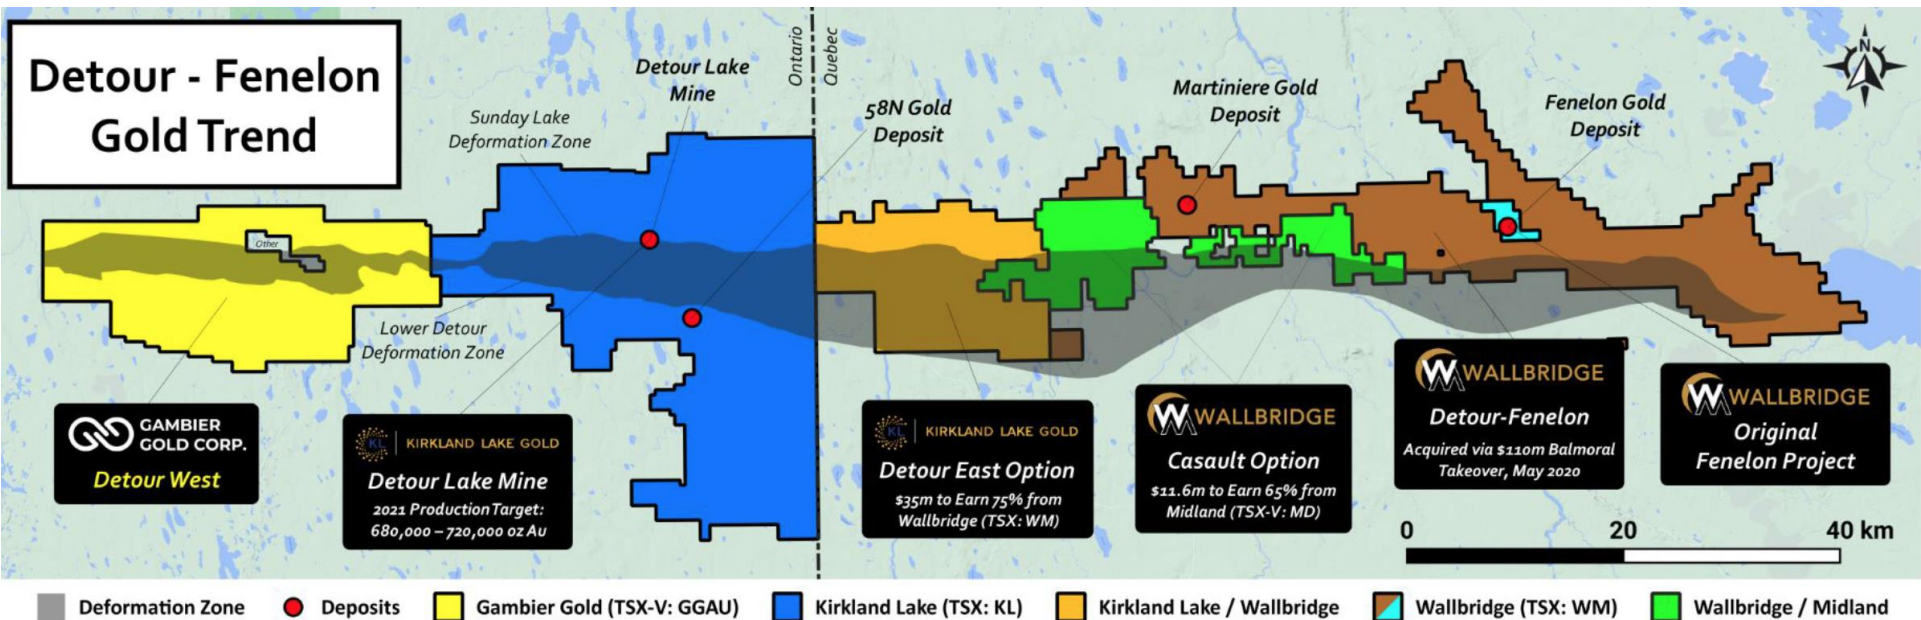 Detour - Fenelon
Gold Trend
Sunday Lake
Deformation Zone
Detour Lake
Mine
Ontario
Quebec
58N Gold
Deposit
Martiniere Gold
Deposit
Fenelon Gold
Deposit
N
Other
Lower Detour
Deformation Zone
GAMBIER
GOLD CORP.
Detour West
KL
KIRKLAND LAKE GOLD
Detour Lake Mine
2021 Production Target:
680,000 – 720,000 oz Au
KL
KIRKLAND LAKE GOLD
Detour East Option
$35m to Earn 75% from
Wallbridge (TSX: WM)
WALLBRIDGE
Casault Option
$11.6m to Earn 65% from
Midland (TSX-V: MD)
WALLBRIDGE
Detour-Fenelon
Acquired via $110m Balmoral
Takeover, May 2020
WALLBRIDGE
Original
Fenelon Project
0 20 40 km
Deformation Zone
Deposits
Gambier Gold (TSX-V: GGAU)
Kirkland Lake (TSX: KL)
Kirkland Lake / Wallbridge
Wallbridge (TSX: WM)
Wallbridge / Midland